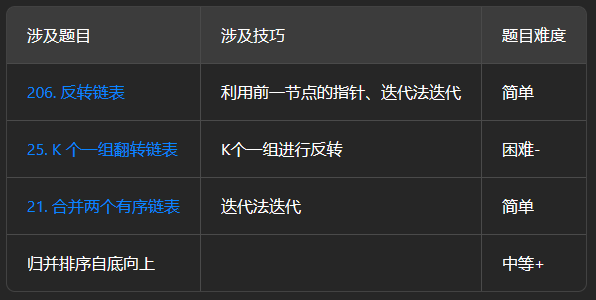 涉及题目 涉及技巧 题目难度
206. 反转链表 利用前一节点的指针、迭代法迭代 简单
25. K 个一组翻转链表 K个一组进行反转 困难-
21. 合并两个有序链表 迭代法迭代 简单
归并排序自底向上 中等+